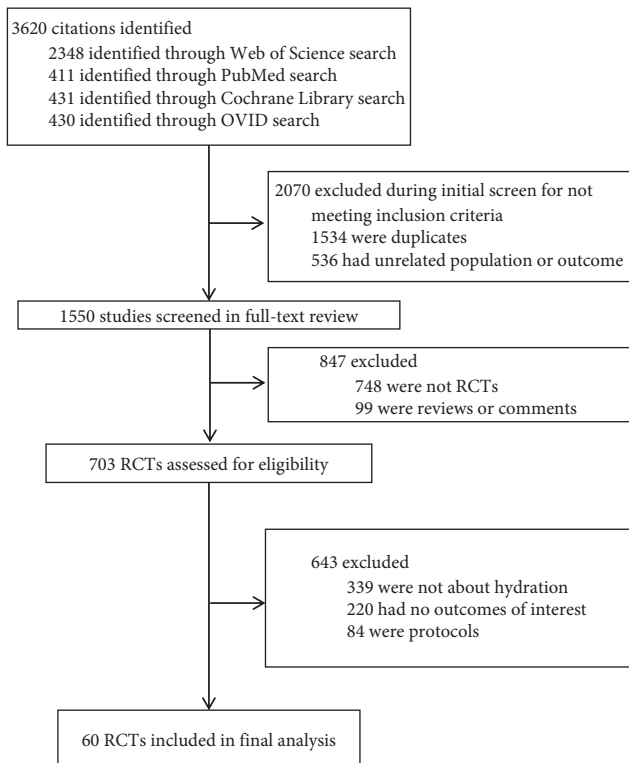 3620 citations identified
2348 identified through Web of Science search
411 identified through PubMed search
431 identified through Cochrane Library search
430 identified through OVID search
2070 excluded during initial screen for not
meeting inclusion criteria
1534 were duplicates
536 had unrelated population or outcome
1550 studies screened in full-text review
847 excluded
748 were not RCTs
99 were reviews or comments
703 RCTs assessed for eligibility
643 excluded
339 were not about hydration
220 had no outcomes of interest
84 were protocols
60 RCTs included in final analysis